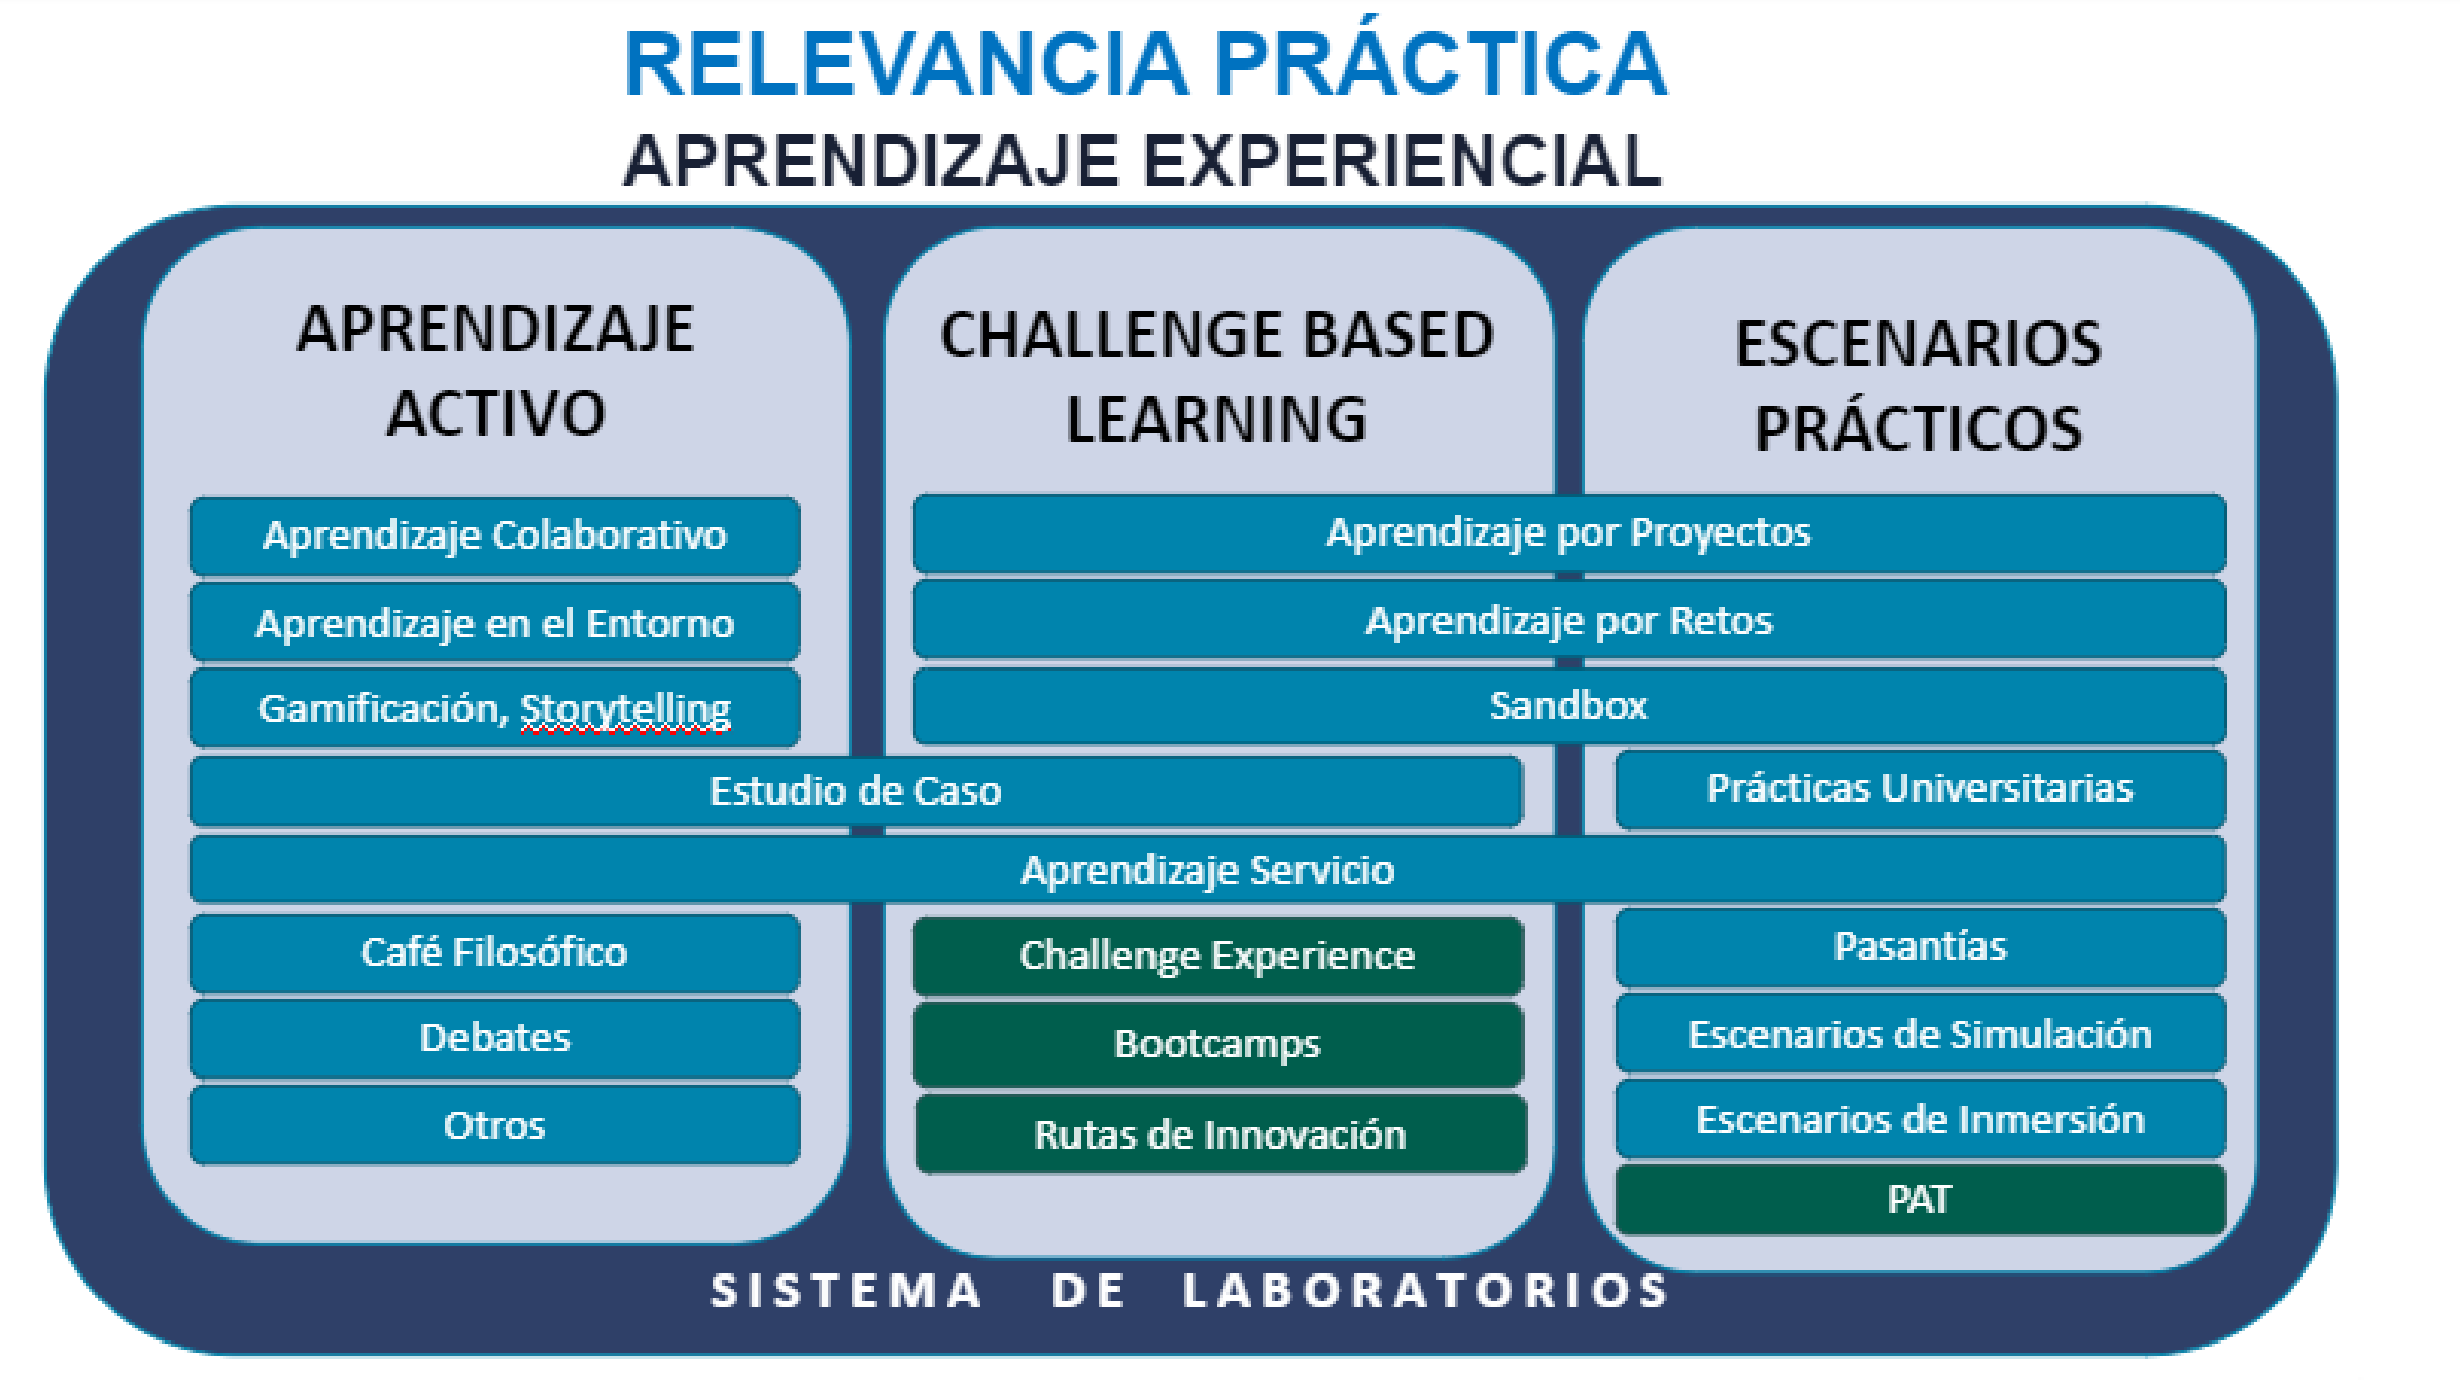 RELEVANCIA PRÁCTICA
APRENDIZAJE EXPERIENCIAL
APRENDIZAJE
ACTIVO
Aprendizaje Colaborativo
Aprendizaje en el Entorno
Gamificación, Storytelling
CHALLENGE BASED
LEARNING
ESCENARIOS
PRÁCTICOS
Aprendizaje por Proyectos
Aprendizaje por Retos
Sandbox
Estudio de Caso
Prácticas Universitarias
Aprendizaje Servicio
Café Filosófico
Debates
Otros
Challenge Experience
Bootcamps
Rutas de Innovación
Pasantías
Escenarios de Simulación
Escenarios de Inmersión
PAT
SISTEMA DE LABORATORIOS